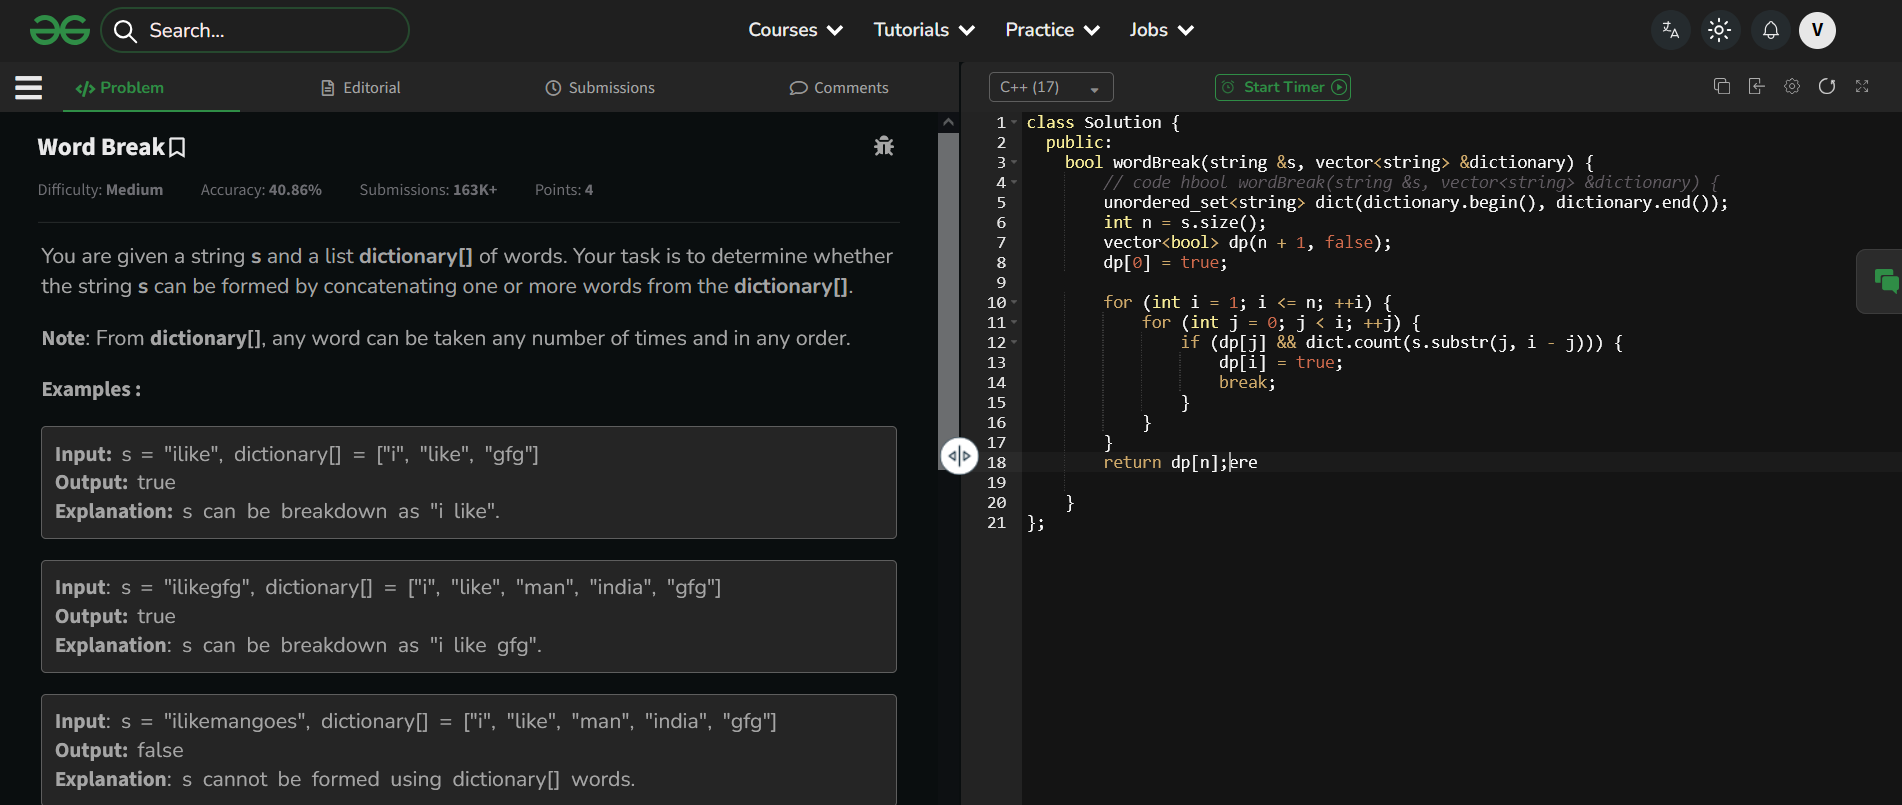 Search...
Courses Tutorials Practice Jobs
V
Problem Editorial Submissions Comments
Word Break
Difficulty: Medium Accuracy: 40.86% Submissions: 163K+ Points: 4
You are given a string s and a list dictionary[] of words. Your task is to determine whether
the string s can be formed by concatenating one or more words from the dictionary[].
Note: From dictionary[], any word can be taken any number of times and in any order.
Examples :
Input: s = "ilike", dictionary[] = ["i", "like", "gfg"]
Output: true
Explanation: s can be breakdown as "i like".
Input: s = "ilikegfg", dictionary[] = ["i", "like", "man", "india", "gfg"]
Output: true
Explanation: s can be breakdown as "i like gfg".
Input: s = "ilikemangoes", dictionary[] = ["i", "like", "man", "india", "gfg"]
Output: false
Explanation: s cannot be formed using dictionary[] words.
C++ (17) Start Timer
1 class Solution {
2 public:
3 bool wordBreak(string &s, vector<string> &dictionary) {
4 // code hbool wordBreak(string &s, vector<string> &dictionary) {
5 unordered_set<string> dict(dictionary.begin(), dictionary.end());
6 int n = s.size();
7 vector<bool> dp(n + 1, false);
8 dp[0] = true;
9
10 for (int i = 1; i <= n; ++i) {
11 for (int j = 0; j < i; ++j) {
12 if (dp[j] && dict.count(s.substr(j, i - j))) {
13 dp[i] = true;
14 break;
15 }
16 }
17 }
18 return dp[n];ere
19
20 }
21 };